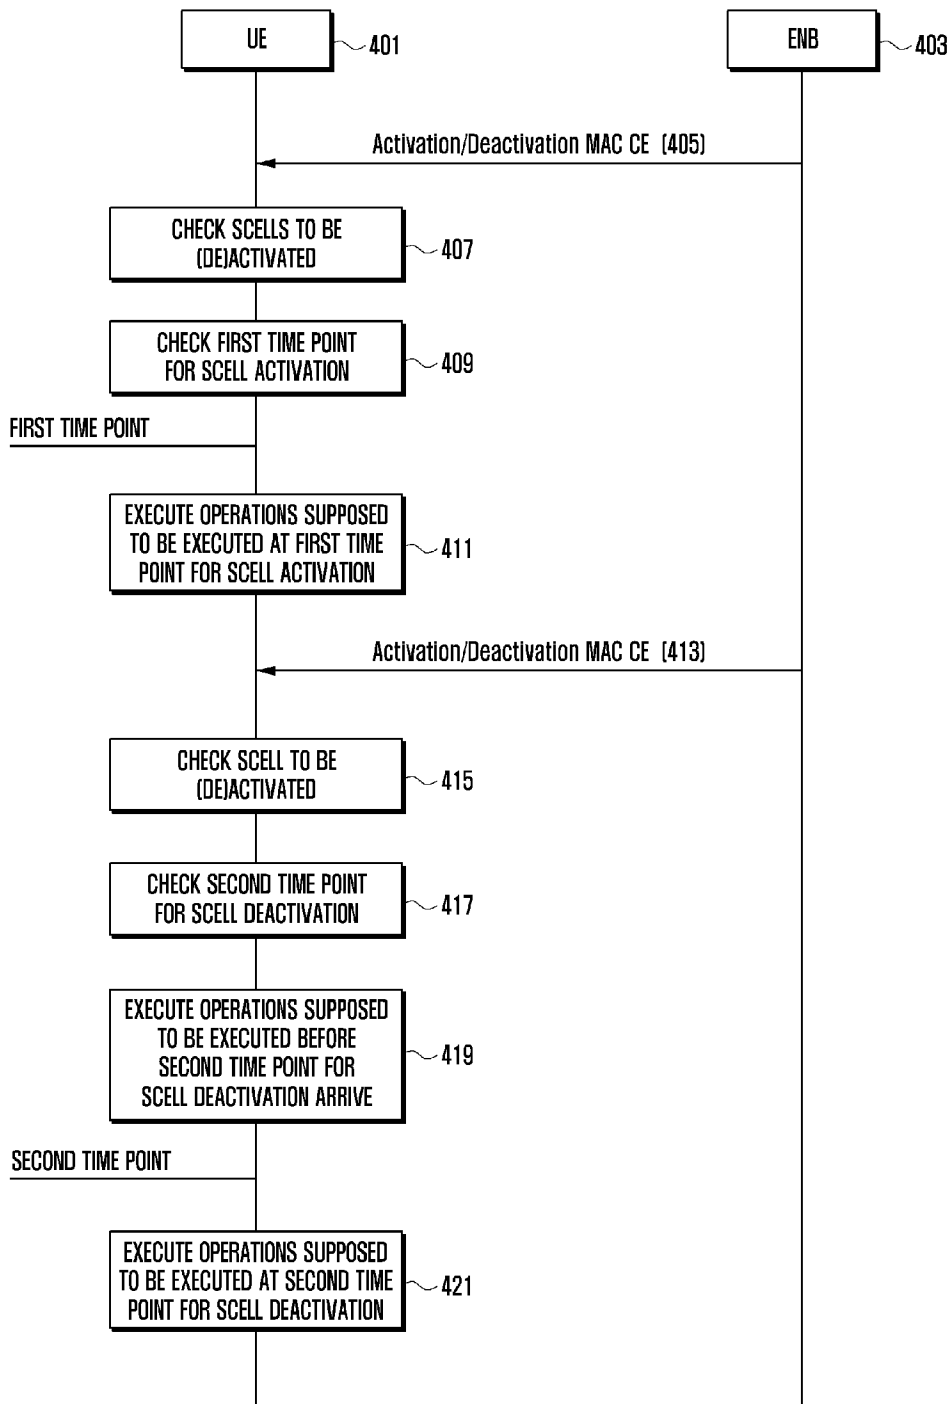 UE
401
ENB
403
Activation/Deactivation MAC CE (405)
CHECK SCELLS TO BE
(DE)ACTIVATED
407
CHECK FIRST TIME POINT
FOR SCELL ACTIVATION
409
FIRST TIME POINT
EXECUTE OPERATIONS SUPPOSED
TO BE EXECUTED AT FIRST TIME
POINT FOR SCELL ACTIVATION
411
Activation/Deactivation MAC CE (413)
CHECK SCELL TO BE
(DE)ACTIVATED
415
CHECK SECOND TIME POINT
FOR SCELL DEACTIVATION
417
EXECUTE OPERATIONS SUPPOSED
TO BE EXECUTED BEFORE
SECOND TIME POINT FOR
SCELL DEACTIVATION ARRIVE
419
SECOND TIME POINT
EXECUTE OPERATIONS SUPPOSED
TO BE EXECUTED AT SECOND TIME
POINT FOR SCELL DEACTIVATION
421